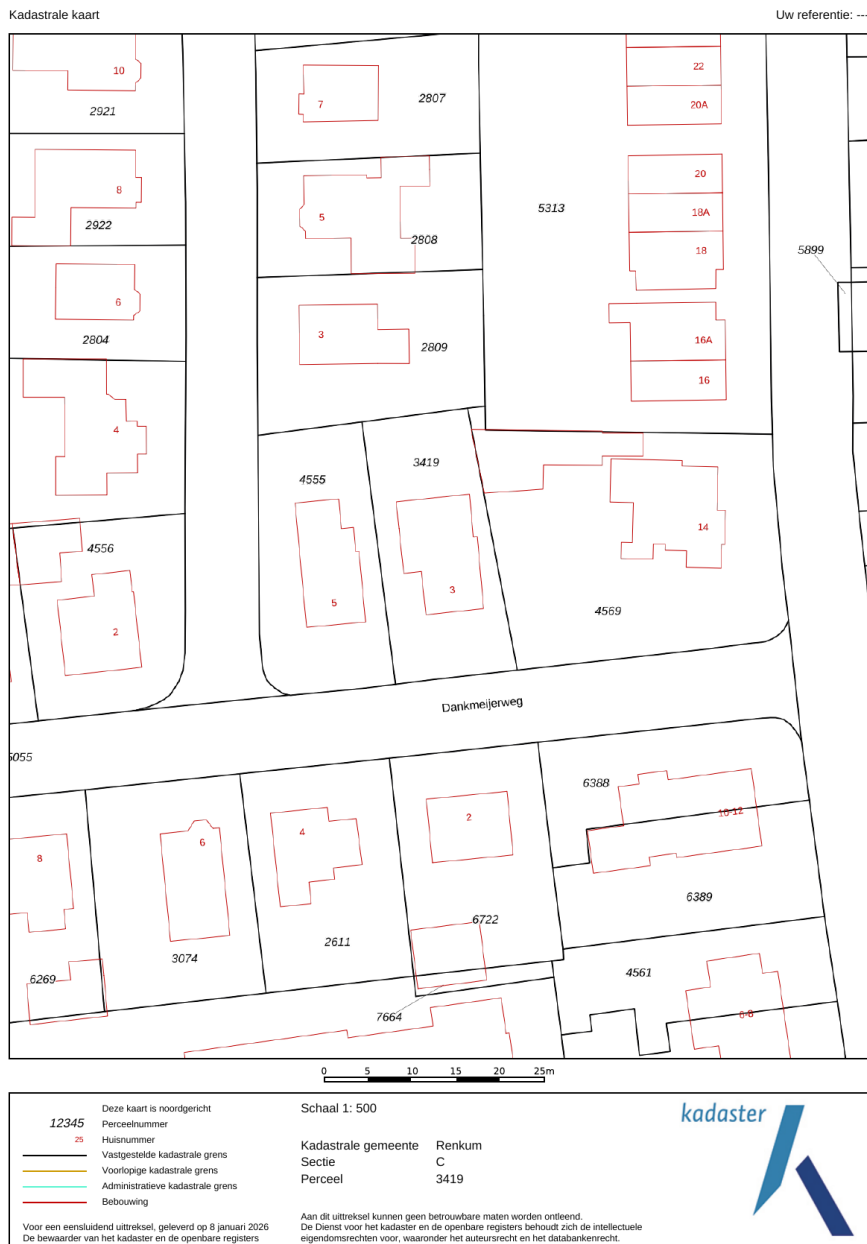 Kadastrale kaart
Uw referentie: ---
10
2921
7
2807
22
20A
8
2922
5
2808
5313
20
18A
18
5899
6
2804
3
2809
16A
16
4
4555
3419
14
4556
2
5
3
4569
Dankmeijerweg
6055
6388
10-12
8
6
4
2
6389
6722
6269
3074
2611
4561
7664
6-8
0 5 10 15 20 25m
12345
25
Deze kaart is noordgericht
Perceelnummer
Huisnummer
Vastgestelde kadastrale grens
Voorlopige kadastrale grens
Administratieve kadastrale grens
Bebouwing
Voor een eensluidend uittreksel, geleverd op 8 januari 2026
De bewaarder van het kadaster en de openbare registers
Schaal 1: 500
Kadastrale gemeente Renkum
Sectie C
Perceel 3419
Aan dit uittreksel kunnen geen betrouwbare maten worden ontleend.
De Dienst voor het kadaster en de openbare registers behoudt zich de intellectuele
eigendomsrechten voor, waaronder het auteursrecht en het databankenrecht.
kadaster